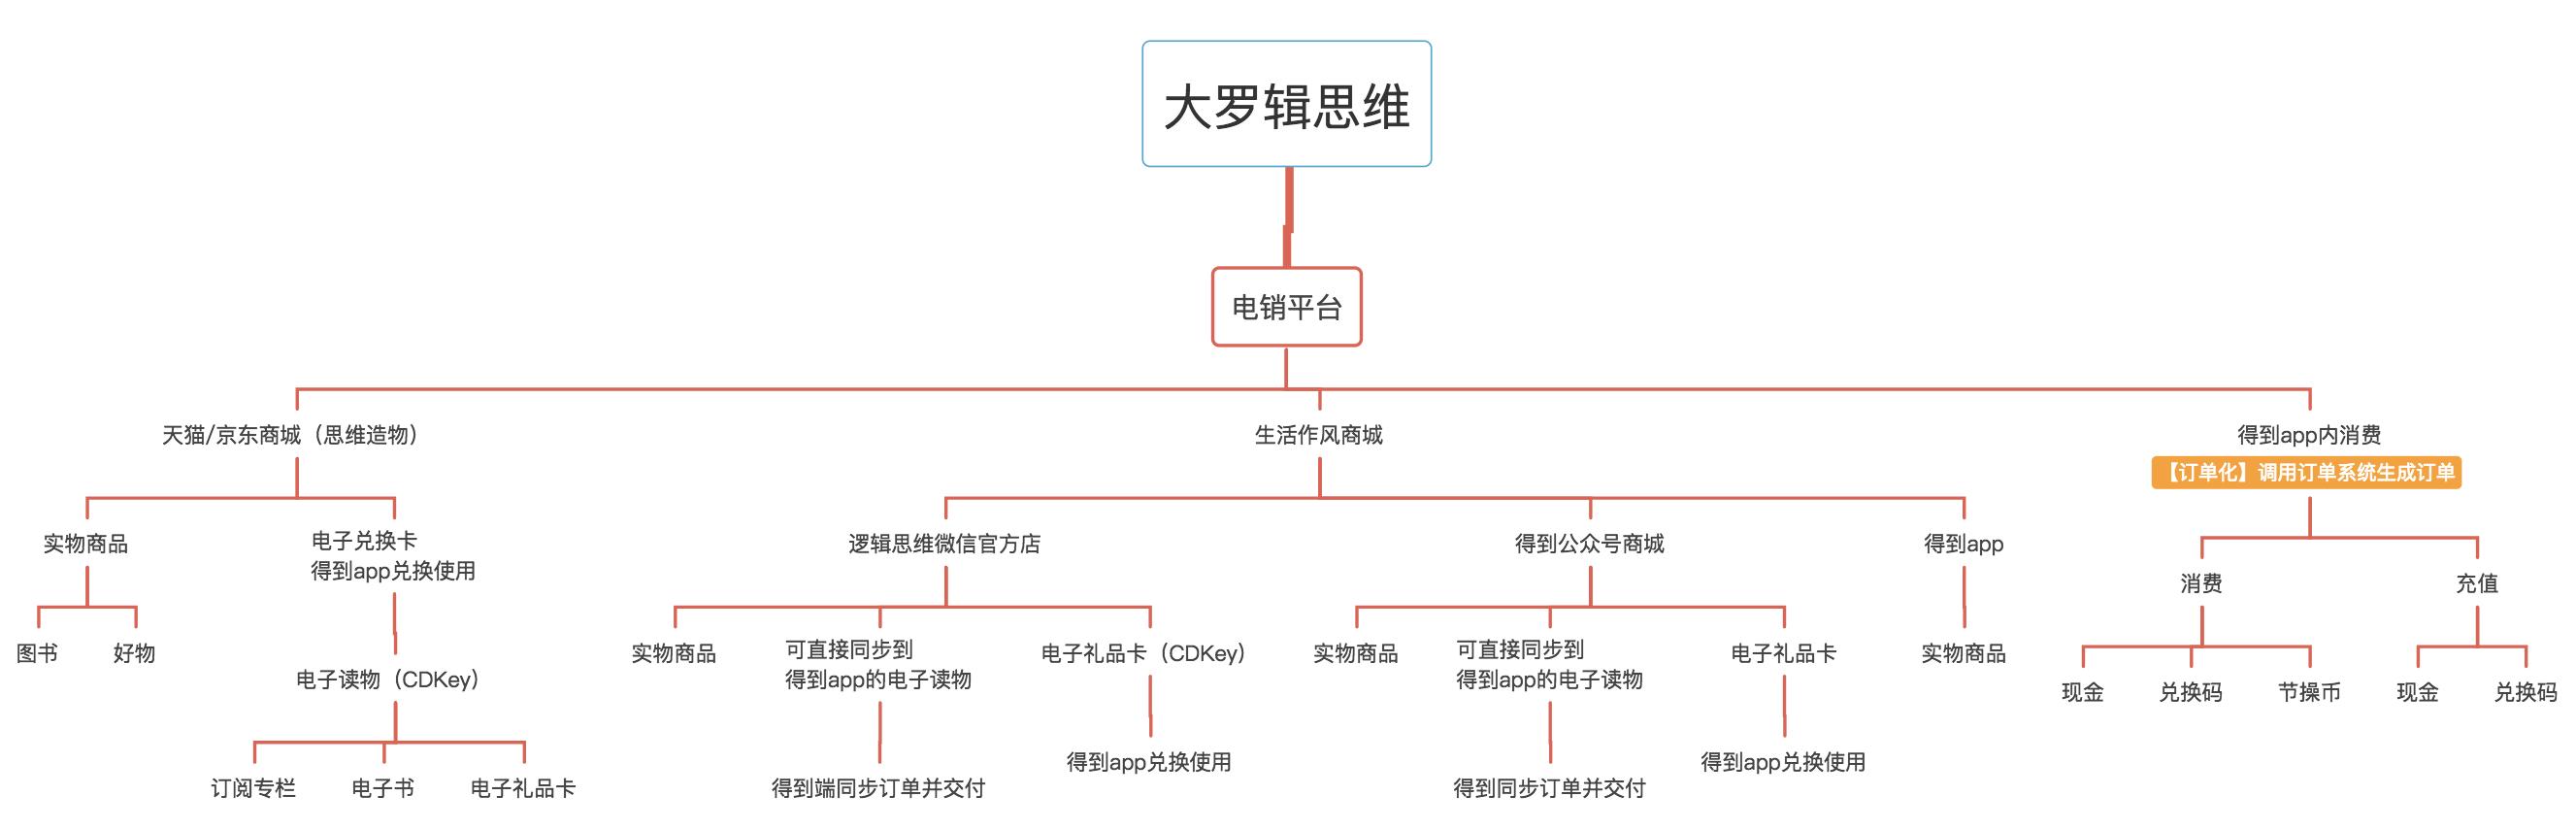 大罗辑思维
电销平台
天猫/京东商城（思维造物）
生活作风商城
得到app内消费
【订单化】调用订单系统生成订单
实物商品
电子兑换卡
得到app兑换使用
逻辑思维微信官方店
得到公众号商城
得到app
消费
充值
图书
好物
电子读物（CDKey）
实物商品
可直接同步到
得到app的电子读物
电子礼品卡（CDKey）
实物商品
可直接同步到
得到app的电子读物
电子礼品卡
实物商品
现金
兑换码
节操币
现金
兑换码
订阅专栏
电子书
电子礼品卡
得到端同步订单并交付
得到app兑换使用
得到同步订单并交付
得到app兑换使用